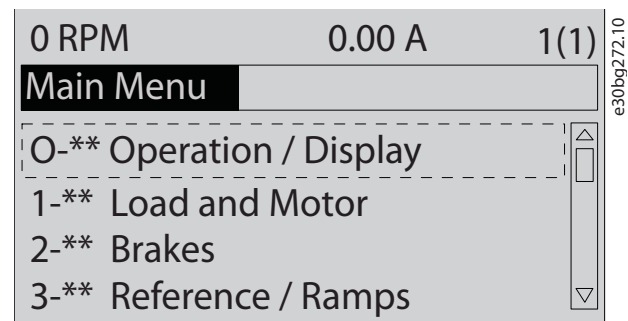 0 RPM 0.00 A 1(1)
Main Menu
O-** Operation / Display
1-** Load and Motor
2-** Brakes
3-** Reference / Ramps
e30bg272.10